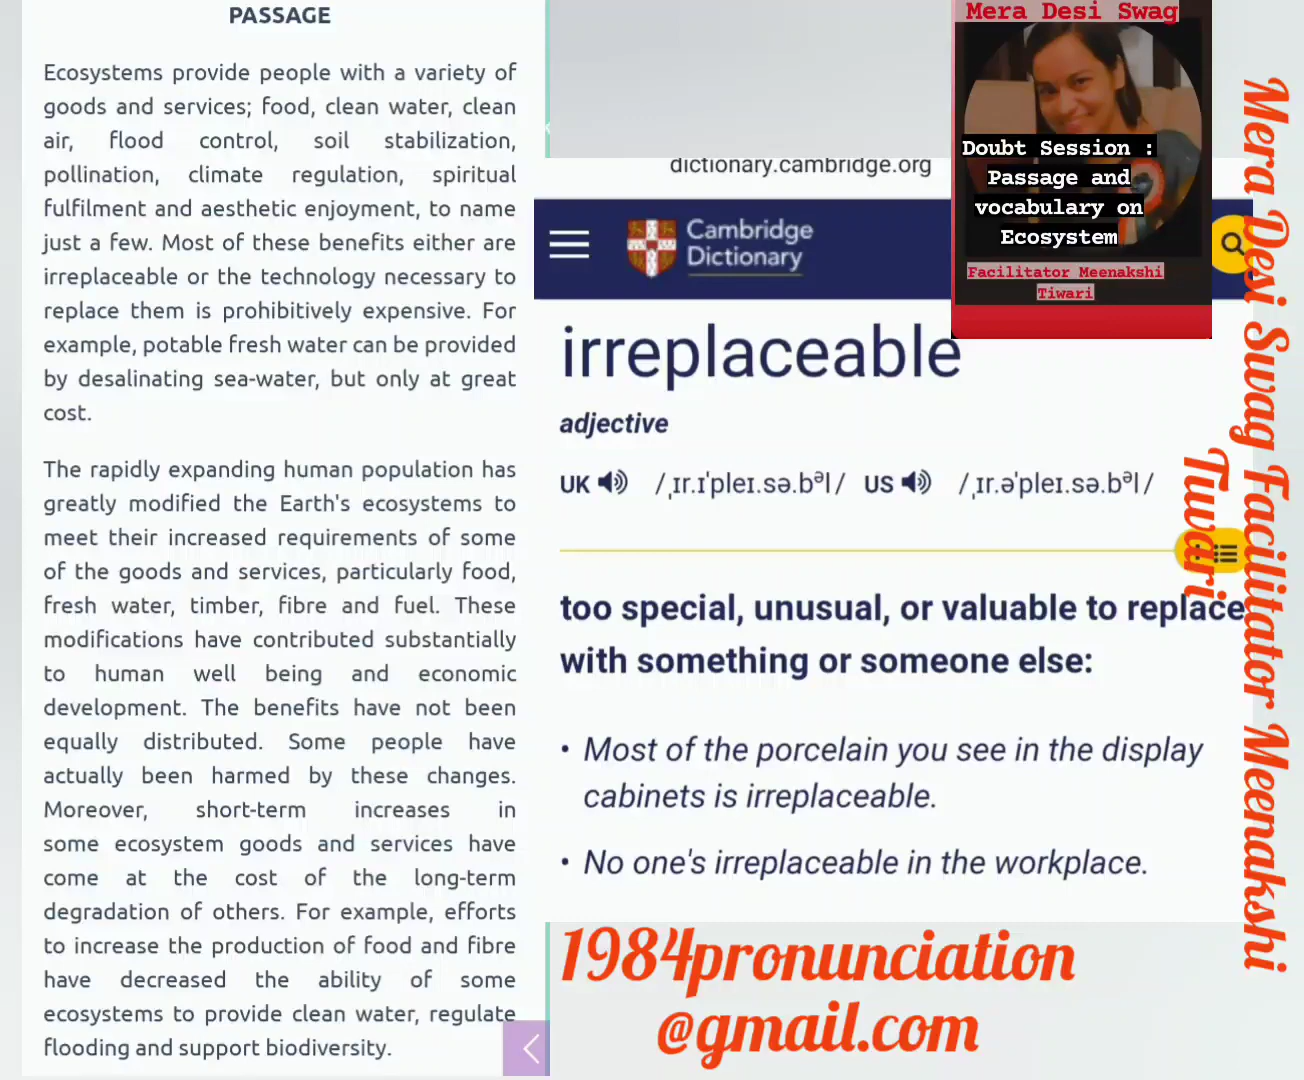 PASSAGE
Ecosystems provide people with a variety of
goods and services; food, clean water, clean
air, flood control, soil stabilization,
pollination, climate regulation, spiritual
fulfilment and aesthetic enjoyment, to name
just a few. Most of these benefits either are
irreplaceable or the technology necessary to
replace them is prohibitively expensive. For
example, potable fresh water can be provided
by desalinating sea-water, but only at great
cost.
The rapidly expanding human population has
greatly modified the Earth's ecosystems to
meet their increased requirements of some
of the goods and services, particularly food,
fresh water, timber, fibre and fuel. These
modifications have contributed substantially
to human well being and economic
development. The benefits have not been
equally distributed. Some people have
actually been harmed by these changes.
Moreover, short-term increases in
some ecosystem goods and services have
come at the cost of the long-term
degradation of others. For example, efforts
to increase the production of food and fibre
have decreased the ability of some
ecosystems to provide clean water, regulate
flooding and support biodiversity.
dictionary.cambridge.org
Cambridge
Dictionary
irreplaceable
adjective
UK /ˌɪr.ɪˈpleɪ.sə.bəl/ US /ˌɪr.əˈpleɪ.sə.bəl/
too special, unusual, or valuable to replace
with something or someone else:
• Most of the porcelain you see in the display
cabinets is irreplaceable.
• No one's irreplaceable in the workplace.
1984pronunciation
@gmail.com
Mera Desi Swag
Doubt Session :
Passage and
vocabulary on
Ecosystem
Facilitator Meenakshi
Tiwari
Mera Desi Swag Facilitator Meenakshi
Tiwari